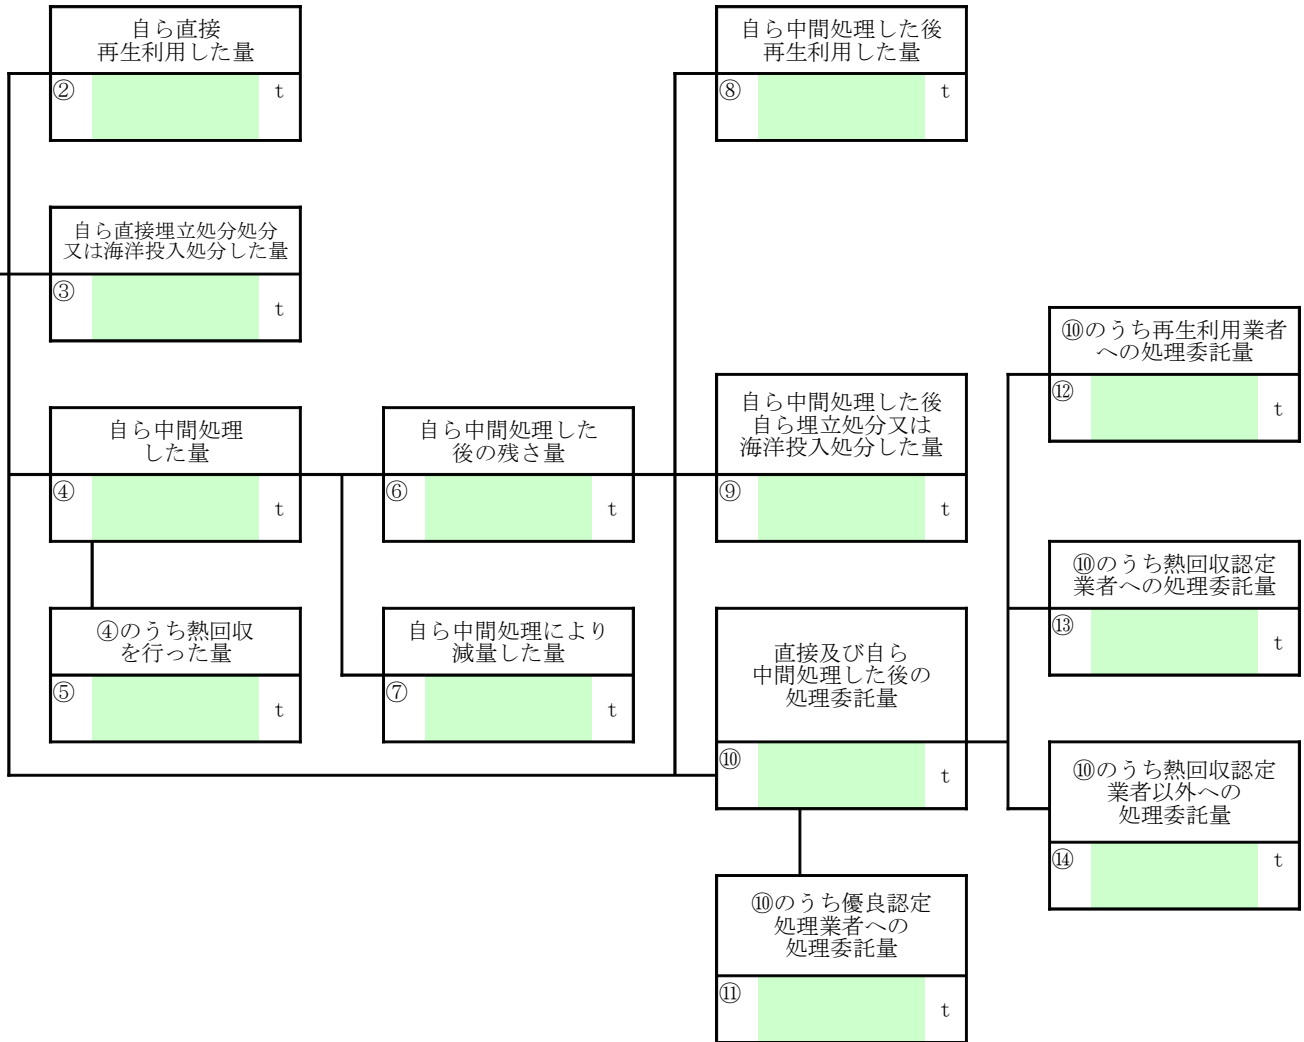 自ら直接
再生利用した量
②
t
自ら中間処理した後
再生利用した量
⑧
t
自ら直接埋立処分処分
又は海洋投入処分した量
③
t
⑩のうち再生利用業者
への処理委託量
⑫
t
自ら中間処理
した量
④
t
自ら中間処理した
後の残さ量
⑥
t
自ら中間処理した後
自ら埋立処分又は
海洋投入処分した量
⑨
t
⑩のうち熱回収認定
業者への処理委託量
⑬
t
④のうち熱回収
を行った量
⑤
t
自ら中間処理により
減量した量
⑦
t
直接及び自ら
中間処理した後の
処理委託量
⑩
t
⑩のうち熱回収認定
業者以外への
処理委託量
⑭
t
⑩のうち優良認定
処理業者への
処理委託量
⑪
t